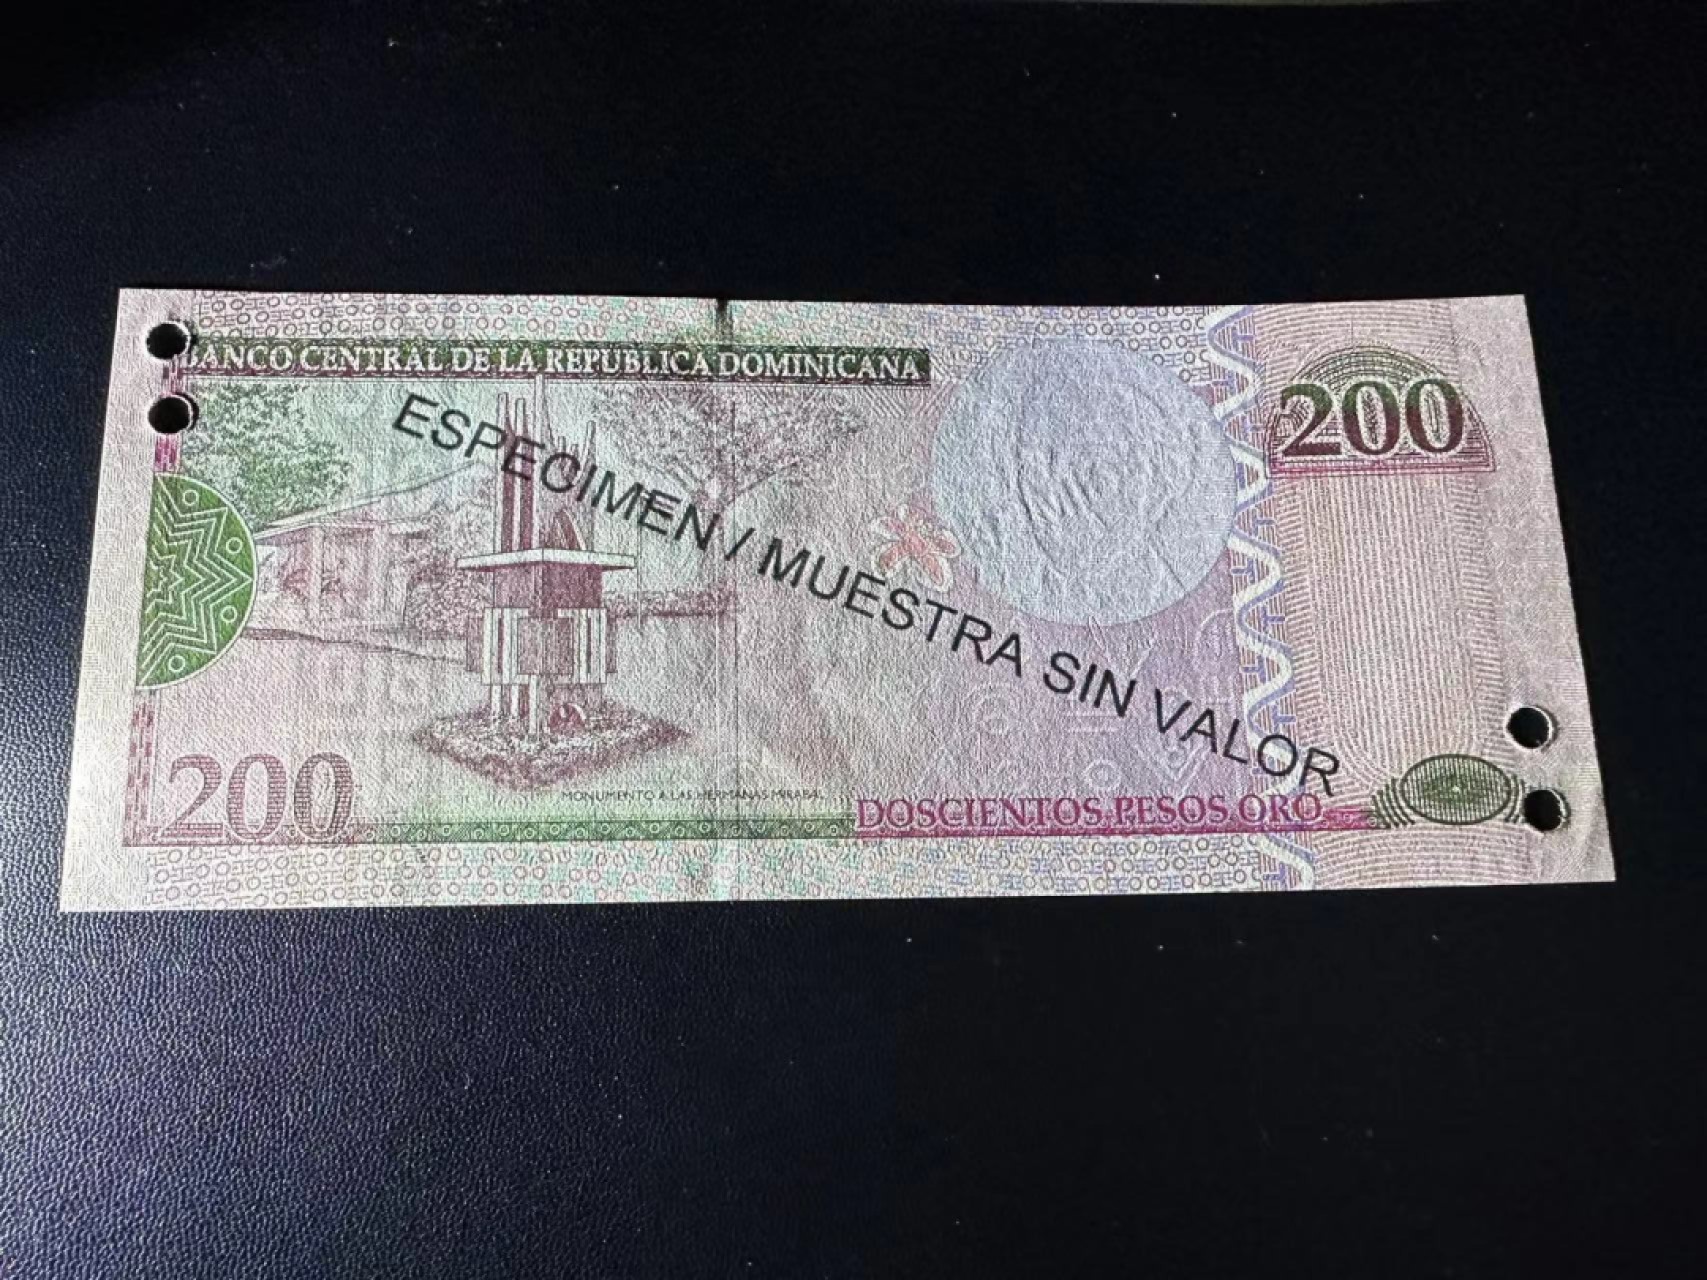 BANCO CENTRAL DE LA REPUBLICA DOMINICANA
200
ESPECIMEN / MUESTRA SIN VALOR
200
MONUMENTO A LAS HERMANAS MIRABAL
DOSCIENTOS PESOS ORO